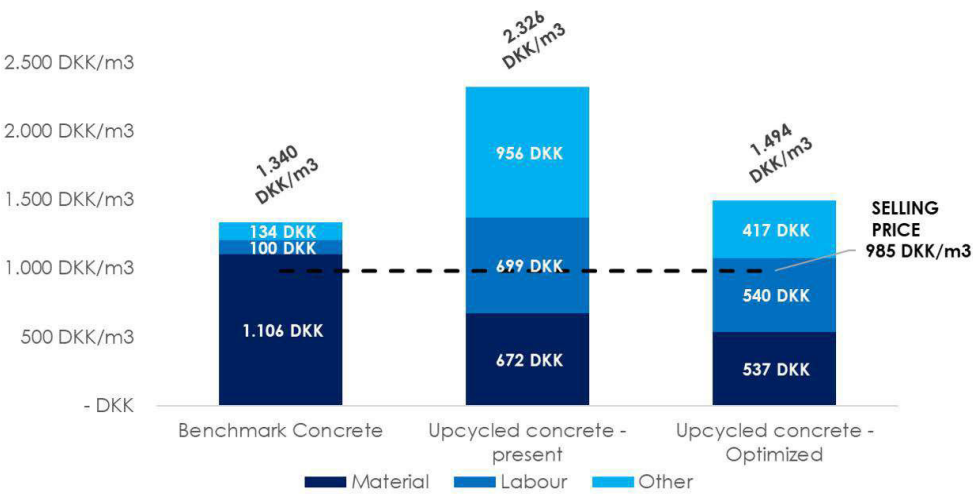 2.500 DKK/m3
2.000 DKK/m3
1.500 DKK/m3
1.000 DKK/m3
500 DKK/m3
- DKK
1.340
DKK/m3
134 DKK
100 DKK
1.106 DKK
2.326
DKK/m3
956 DKK
699 DKK
672 DKK
1.494
DKK/m3
417 DKK
540 DKK
537 DKK
SELLING
PRICE
985 DKK/m3
Benchmark Concrete
Upcycled concrete -
present
Upcycled concrete -
Optimized
Material
Labour
Other